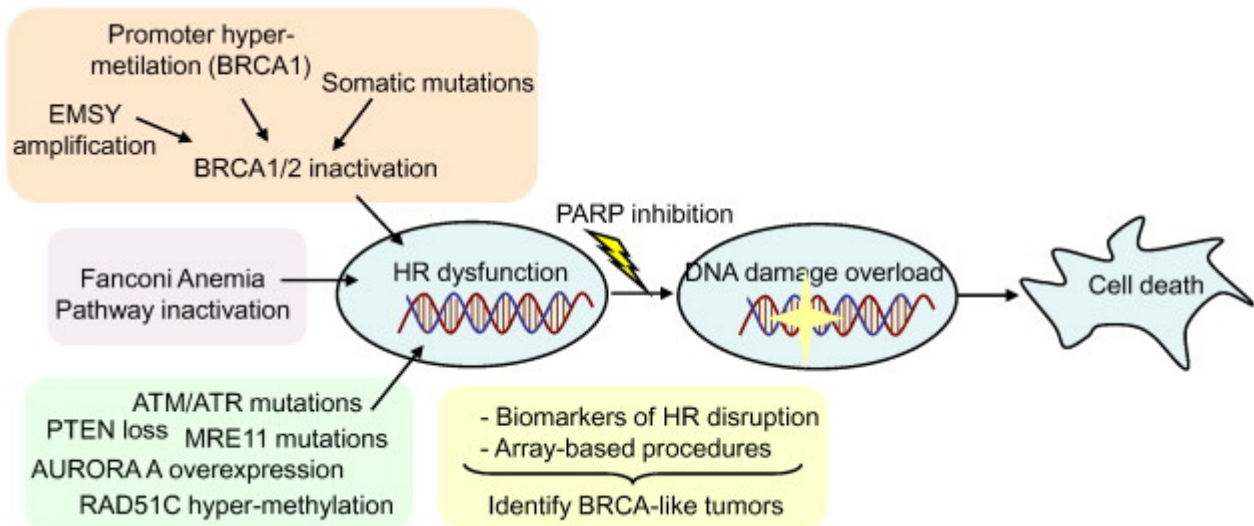 Promoter hyper-
metilation (BRCA1)
Somatic mutations
EMSY
amplification
BRCA1/2 inactivation
PARP inhibition
Fanconi Anemia
Pathway inactivation
HR dysfunction
DNA damage overload
Cell death
ATM/ATR mutations
PTEN loss
MRE11 mutations
AURORA A overexpression
RAD51C hyper-methylation
- Biomarkers of HR disruption
- Array-based procedures
Identify BRCA-like tumors